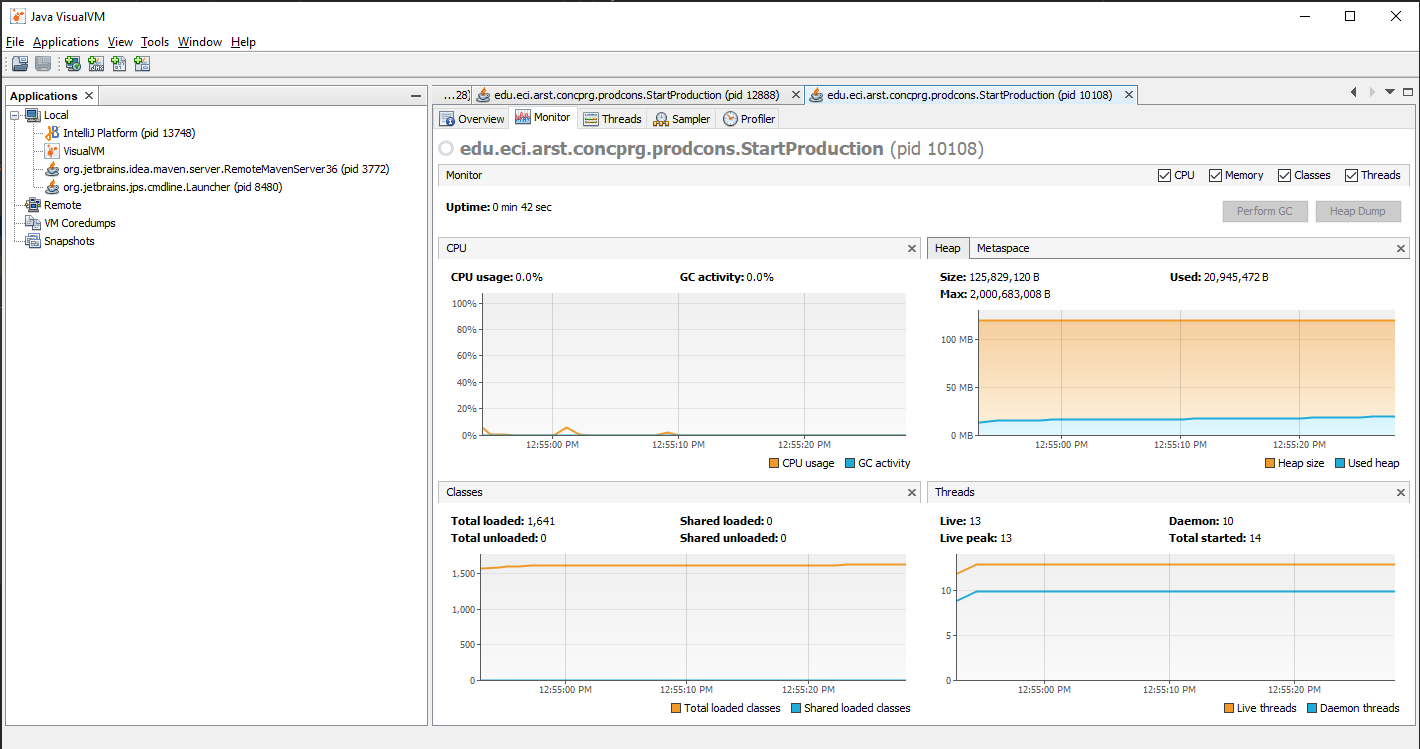 Java VisualVM
File Applications View Tools Window Help
Applications
Local
IntelliJ Platform (pid 13748)
VisualVM
org.jetbrains.idea.maven.server.RemoteMavenServer36 (pid 3772)
org.jetbrains.jps.cmdline.Launcher (pid 8480)
Remote
VM Coredumps
Snapshots
...28) edu.eci.arst.concprg.prodcons.StartProduction (pid 12888) edu.eci.arst.concprg.prodcons.StartProduction (pid 10108)
Overview Monitor Threads Sampler Profiler
edu.eci.arst.concprg.prodcons.StartProduction (pid 10108)
Monitor CPU Memory Classes Threads
Uptime: 0 min 42 sec
Perform GC Heap Dump
CPU
CPU usage: 0.0% GC activity: 0.0%
100%
80%
60%
40%
20%
0%
12:55:00 PM 12:55:10 PM 12:55:20 PM
CPU usage GC activity
Heap Metaspace
Size: 125,829,120 B Used: 20,945,472 B
Max: 2,000,683,008 B
100 MB
50 MB
0 MB
12:55:00 PM 12:55:10 PM 12:55:20 PM
Heap size Used heap
Classes
Total loaded: 1,641 Shared loaded: 0
Total unloaded: 0 Shared unloaded: 0
1,500
1,000
500
0
12:55:00 PM 12:55:10 PM 12:55:20 PM
Total loaded classes Shared loaded classes
Threads
Live: 13 Daemon: 10
Live peak: 13 Total started: 14
10
5
0
12:55:00 PM 12:55:10 PM 12:55:20 PM
Live threads Daemon threads